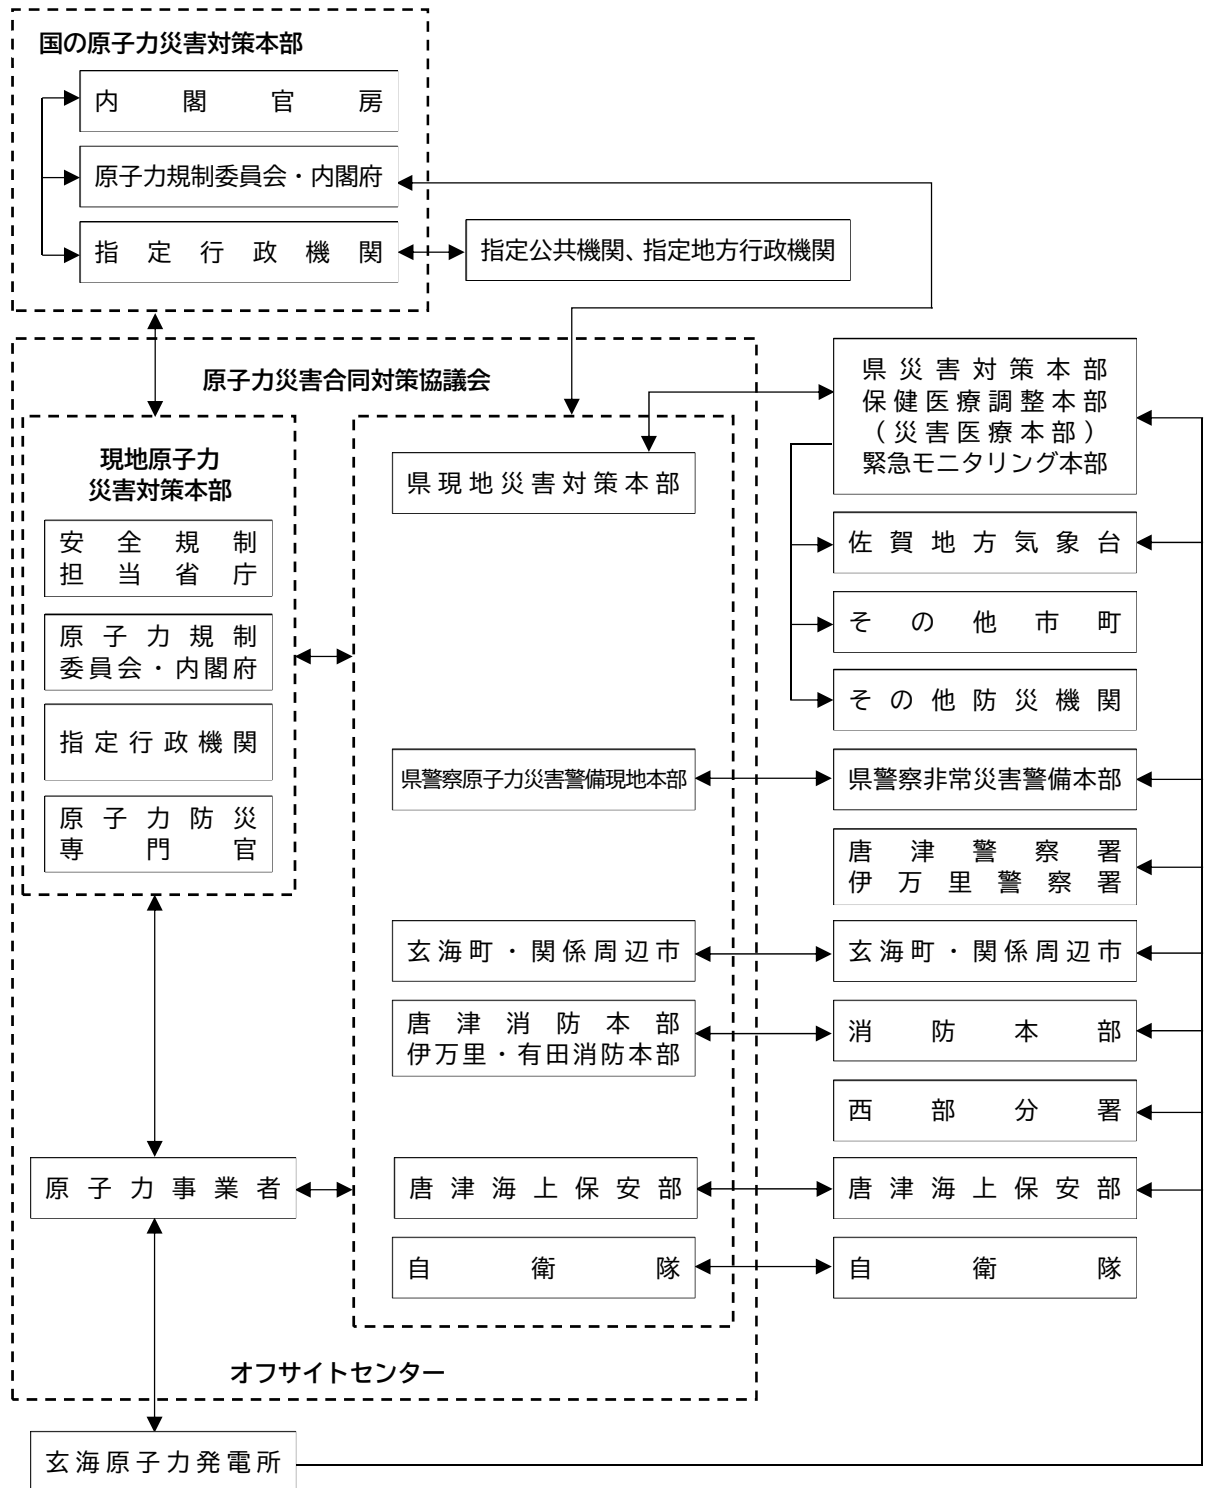 国の原子力災害対策本部
内閣官房
原子力規制委員会・内閣府
指定行政機関
指定公共機関、指定地方行政機関
原子力災害合同対策協議会
現地原子力
災害対策本部
安全規制
担当省庁
原子力規制
委員会・内閣府
指定行政機関
原子力防災
専門官
県現地災害対策本部
県警察原子力災害警備現地本部
玄海町・関係周辺市
唐津消防本部
伊万里・有田消防本部
原子力事業者
唐津海上保安部
自衛隊
オフサイトセンター
県災害対策本部
保健医療調整本部
（災害医療本部）
緊急モニタリング本部
佐賀地方気象台
その他市町
その他防災機関
県警察非常災害警備本部
唐津警察署
伊万里警察署
玄海町・関係周辺市
消防本部
西部分署
唐津海上保安部
自衛隊
玄海原子力発電所